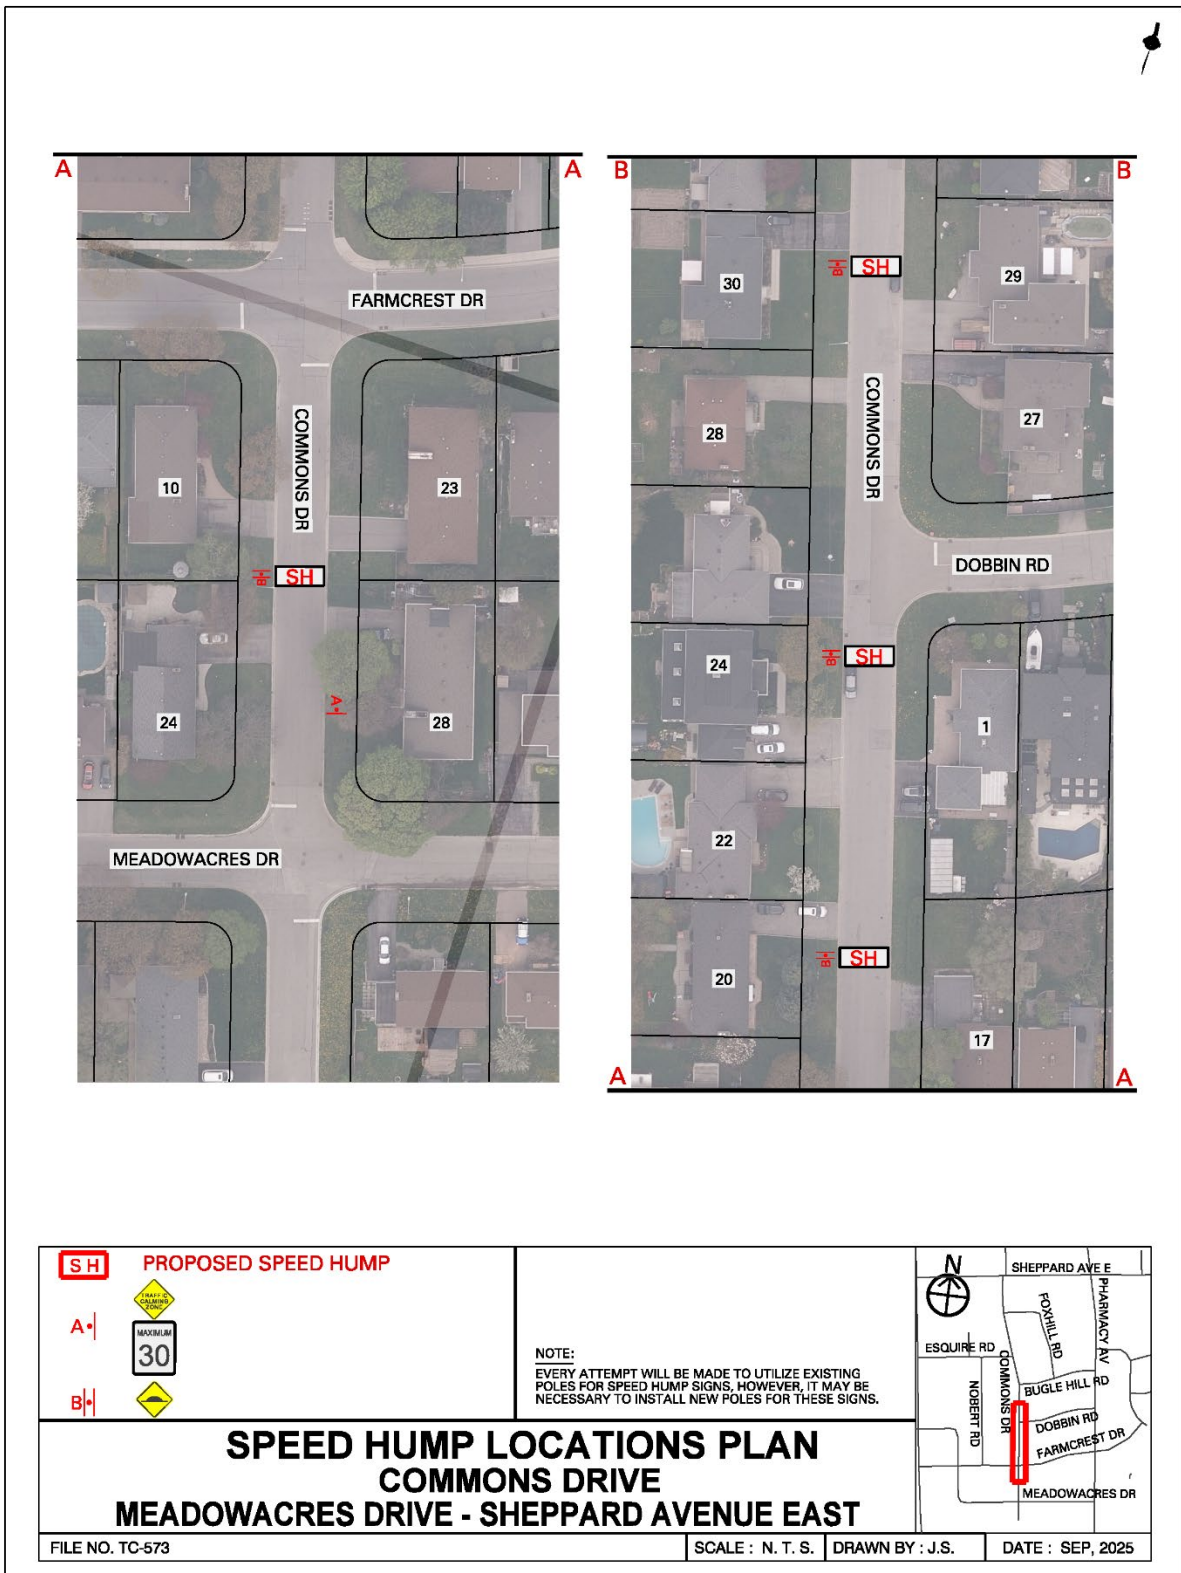 A
A
FARMCREST DR
COMMONS DR
10
23
B•
SH
24
A•
28
MEADOWACRES DR
B
B
30
B•
SH
29
COMMONS DR
28
27
DOBBIN RD
24
B•
SH
1
22
B•
SH
20
17
A
A
S H PROPOSED SPEED HUMP
TRAFFIC
CALMING
ZONE
A•
MAXIMUM
30
B•
NOTE:
EVERY ATTEMPT WILL BE MADE TO UTILIZE EXISTING
POLES FOR SPEED HUMP SIGNS, HOWEVER, IT MAY BE
NECESSARY TO INSTALL NEW POLES FOR THESE SIGNS.
N
SHEPPARD AVE E
PHARMACY AV
FOXHILL RD
ESQUIRE RD
COMMONS DR
NOBERT RD
BUGLE HILL RD
DOBBIN RD
FARMCREST DR
MEADOWACRES DR
SPEED HUMP LOCATIONS PLAN
COMMONS DRIVE
MEADOWACRES DRIVE - SHEPPARD AVENUE EAST
FILE NO. TC-573
SCALE : N. T. S.
DRAWN BY : J.S.
DATE : SEP, 2025